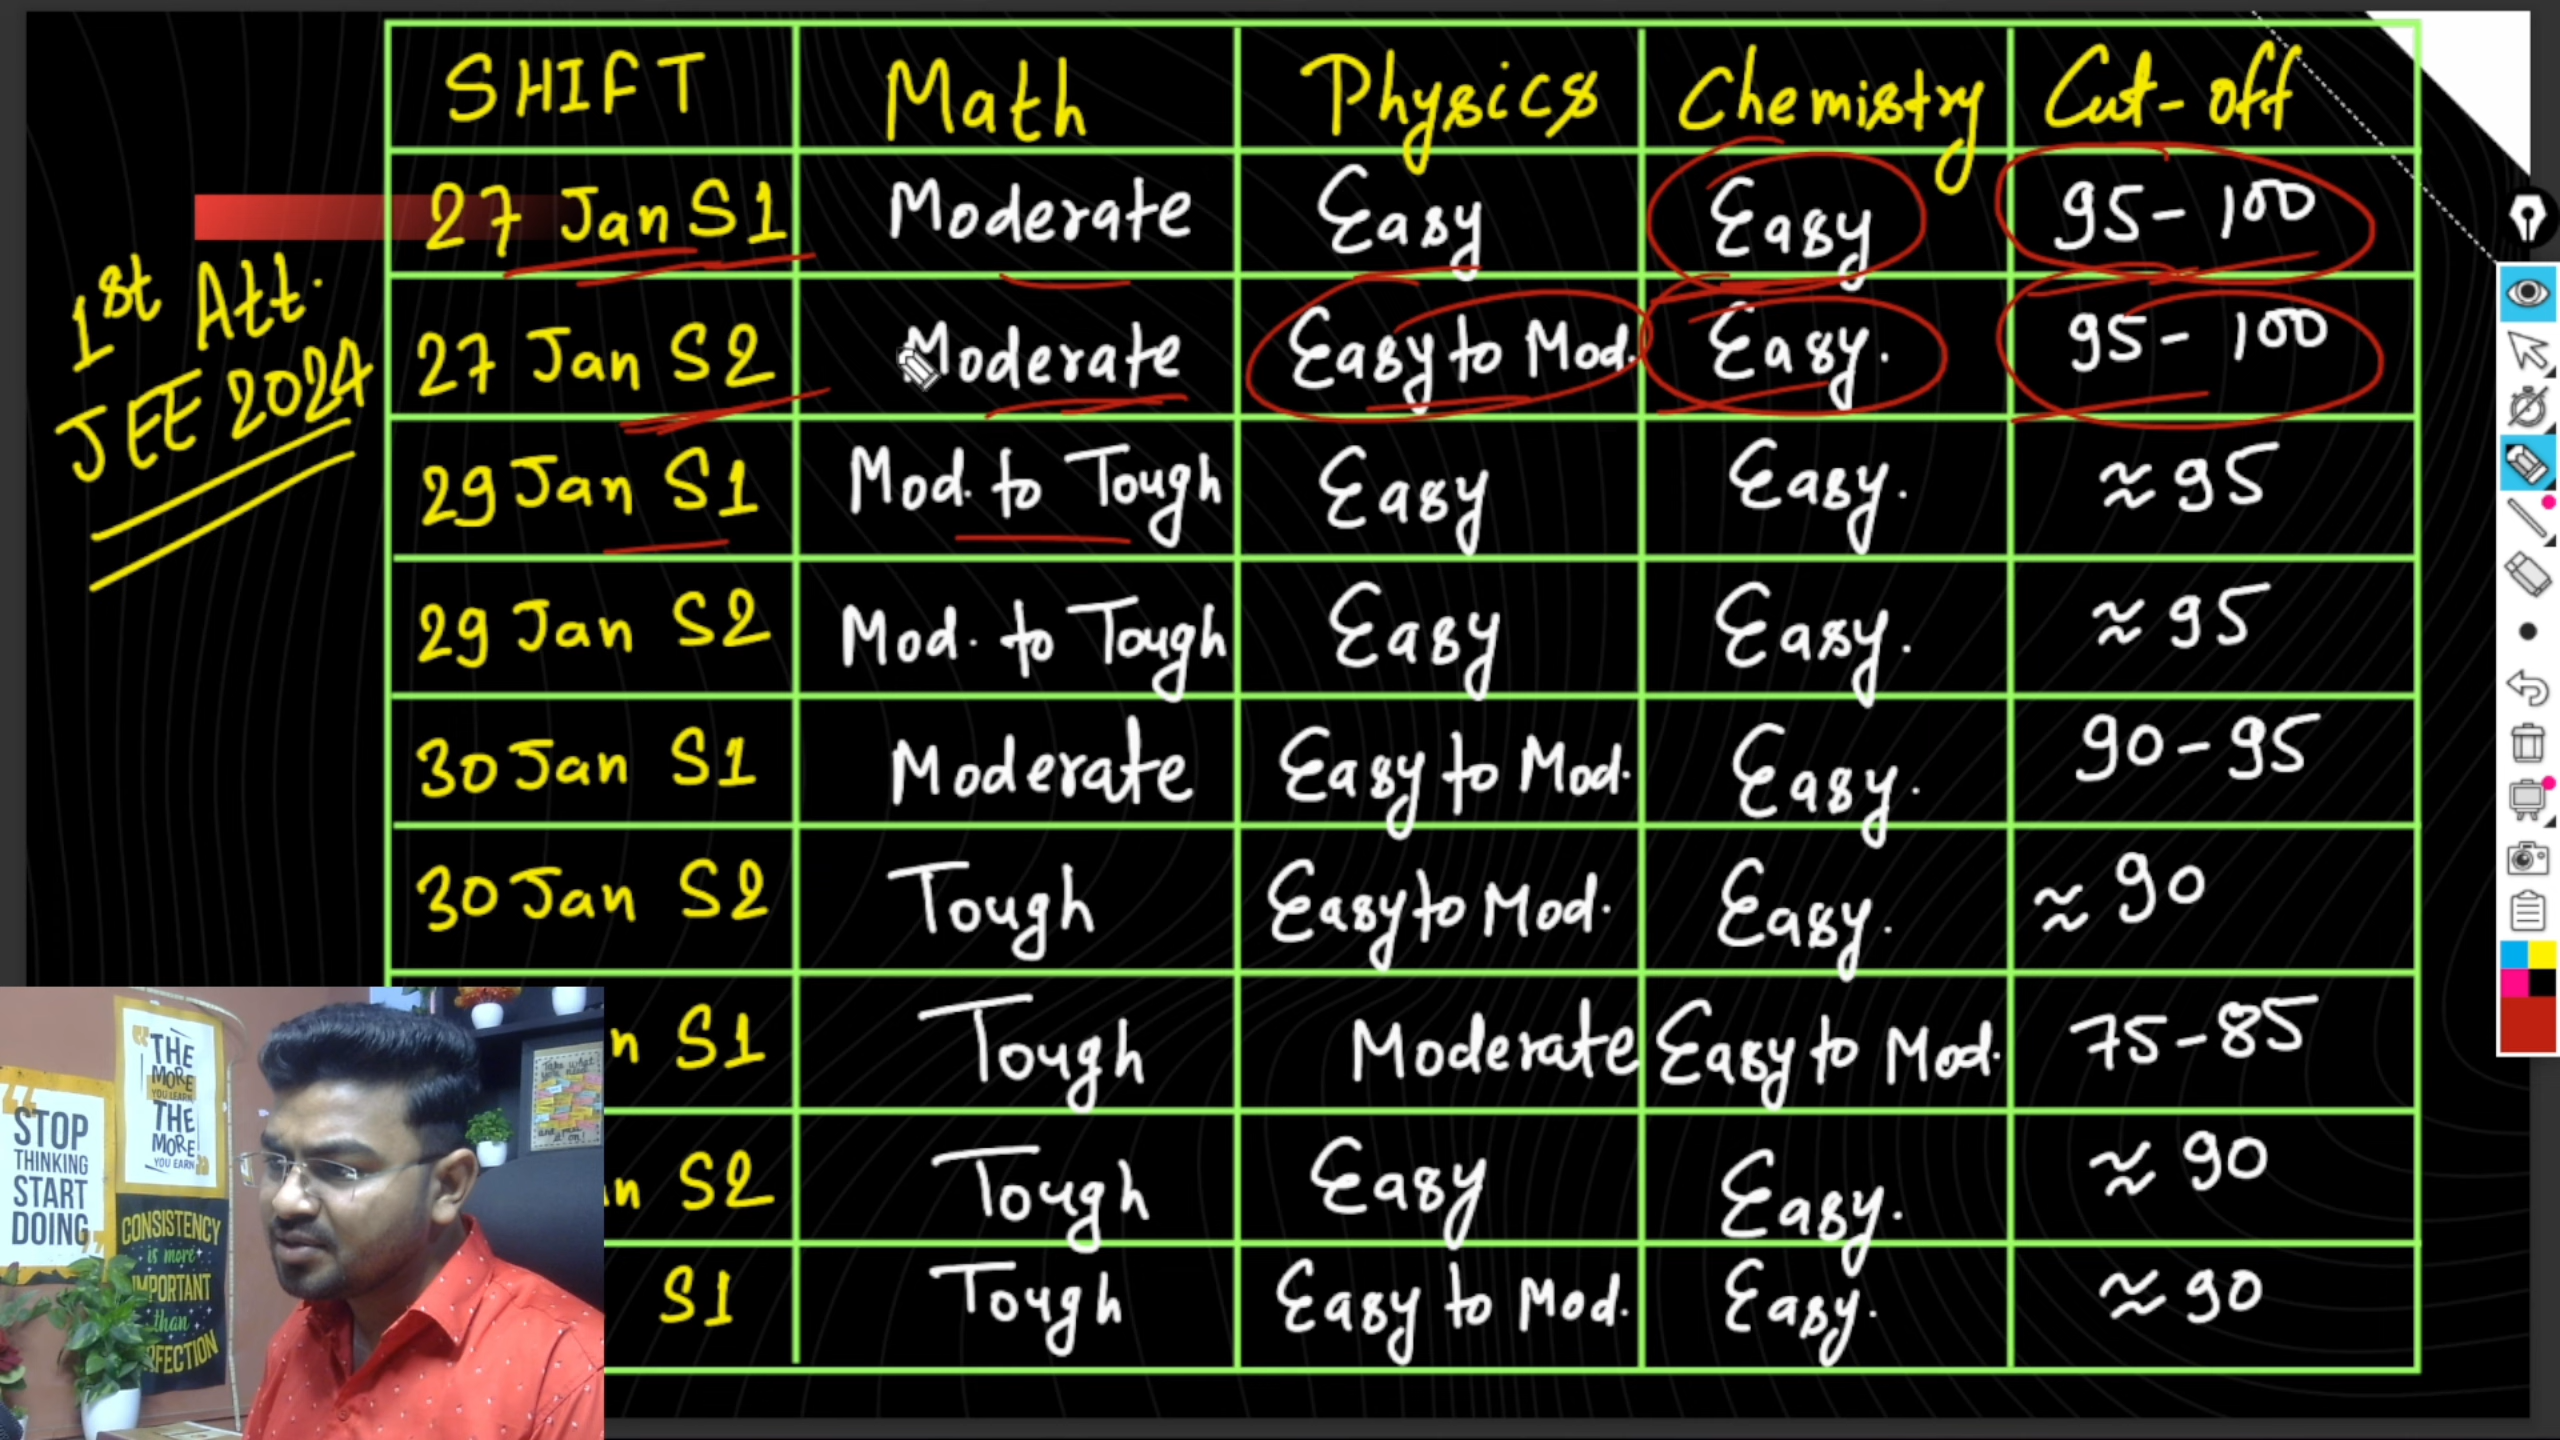 SHIFT Math Physics Chemistry Cut-off
27 Jan S1 Moderate Easy Easy 95-100
27 Jan S2 Moderate Easy to Mod. Easy. 95-100
29 Jan S1 Mod. to Tough Easy Easy. ≈ 95
29 Jan S2 Mod. to Tough Easy Easy. ≈ 95
30 Jan S1 Moderate Easy to Mod. Easy. 90-95
30 Jan S2 Tough Easy to Mod. Easy. ≈ 90
n S1 Tough Moderate Easy to Mod. 75-85
n S2 Tough Easy Easy. ≈ 90
S1 Tough Easy to Mod. Easy. ≈ 90
1st Att.
JEE 2024
STOP
THINKING
START
DOING
THE
MORE
YOU LEARN
THE
MORE
YOU EARN
CONSISTENCY
is more
IMPORTANT
than
RFECTION